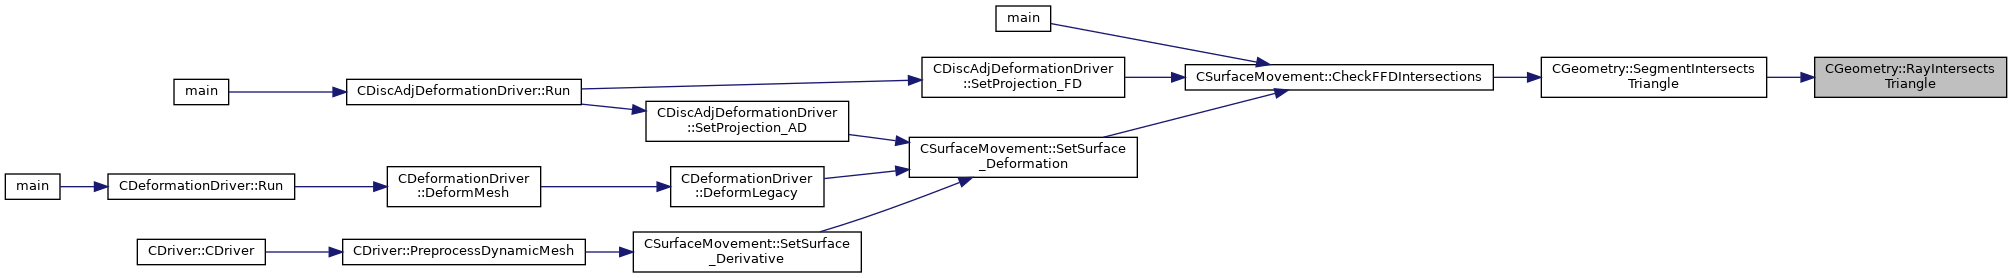 main
CDiscAdjDeformationDriver
::SetProjection_FD
CGeometry::SegmentIntersects
Triangle
CGeometry::RayIntersects
Triangle
CSurfaceMovement::CheckFFDIntersections
main
CDiscAdjDeformationDriver::Run
CDiscAdjDeformationDriver
::SetProjection_AD
CSurfaceMovement::SetSurface
_Deformation
main
CDeformationDriver::Run
CDeformationDriver
::DeformMesh
CDeformationDriver
::DeformLegacy
CDriver::CDriver
CDriver::PreprocessDynamicMesh
CSurfaceMovement::SetSurface
_Derivative